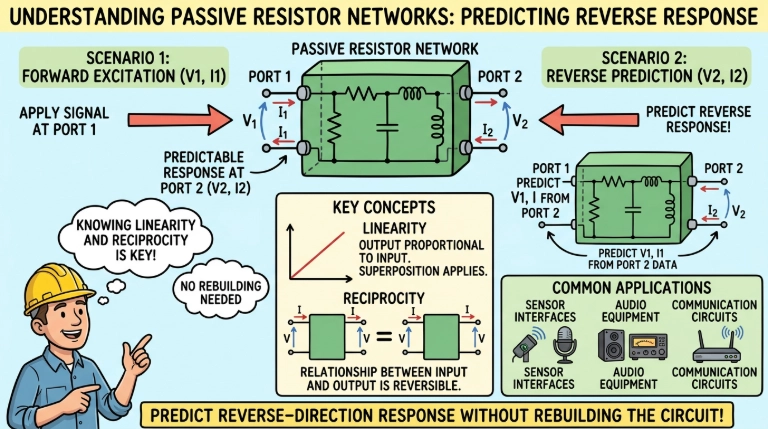 UNDERSTANDING PASSIVE RESISTOR NETWORKS: PREDICTING REVERSE RESPONSE
SCENARIO 1:
FORWARD EXCITATION (V1, I1)
APPLY SIGNAL
AT PORT 1
PASSIVE RESISTOR NETWORK
PORT 1
PORT 2
I₁
V₁
I₁
I₂
V₂
PREDICTABLE
RESPONSE AT
PORT 2 (V2, I2)
SCENARIO 2:
REVERSE PREDICTION (V2, I2)
PREDICT REVERSE
RESPONSE!
PORT 1
PREDICT
V1, I FROM
PORT 2
PORT 2
I₂
V₂
PREDICT V1, I1
FROM PORT 2 DATA
KNOWING LINEARITY
AND RECIPROCITY
IS KEY!
NO REBUILDING
NEEDED
KEY CONCEPTS
LINEARITY
OUTPUT PROPORTIONAL
TO INPUT.
SUPERPOSITION APPLIES.
RECIPROCITY
I I I I
V V = V V
RELATIONSHIP BETWEEN INPUT
AND OUTPUT IS REVERSIBLE.
COMMON APPLICATIONS
SENSOR
INTERFACES
AUDIO
EQUIPMENT
COMMUNICATION
CIRCUITS
SENSOR
INTERFACES
AUDIO
EQUIPMENT
COMMUNICATION
CIRCUITS
PREDICT REVERSE-DIRECTION RESPONSE WITHOUT REBUILDING THE CIRCUIT!